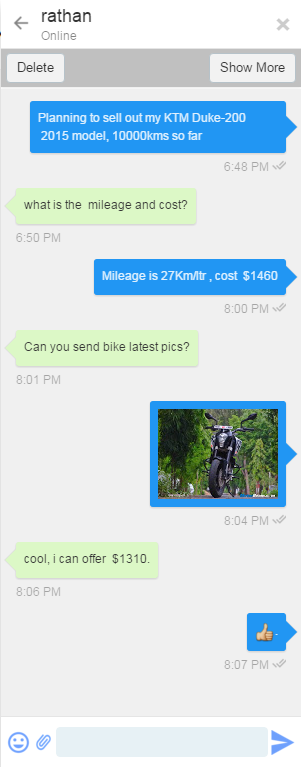 rathan
Online
Delete
Show More
Planning to sell out my KTM Duke-200
2015 model, 10000kms so far
6:48 PM
what is the mileage and cost?
6:50 PM
Mileage is 27Km/ltr , cost $1460
8:00 PM
Can you send bike latest pics?
8:01 PM
8:04 PM
cool, i can offer $1310.
8:06 PM
8:07 PM